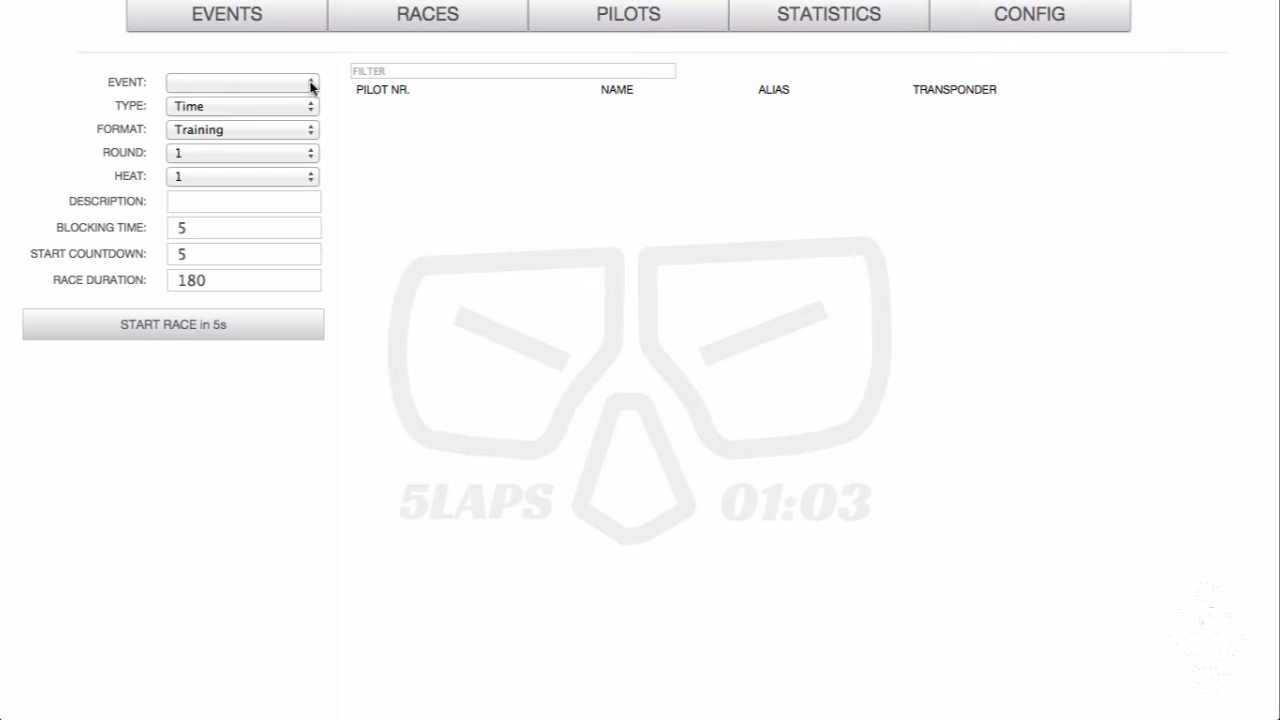 EVENTS RACES PILOTS STATISTICS CONFIG
EVENT:
TYPE: Time
FORMAT: Training
ROUND: 1
HEAT: 1
DESCRIPTION:
BLOCKING TIME: 5
START COUNTDOWN: 5
RACE DURATION: 180
START RACE in 5s
FILTER
PILOT NR. NAME ALIAS TRANSPONDER
5LAPS 01:03